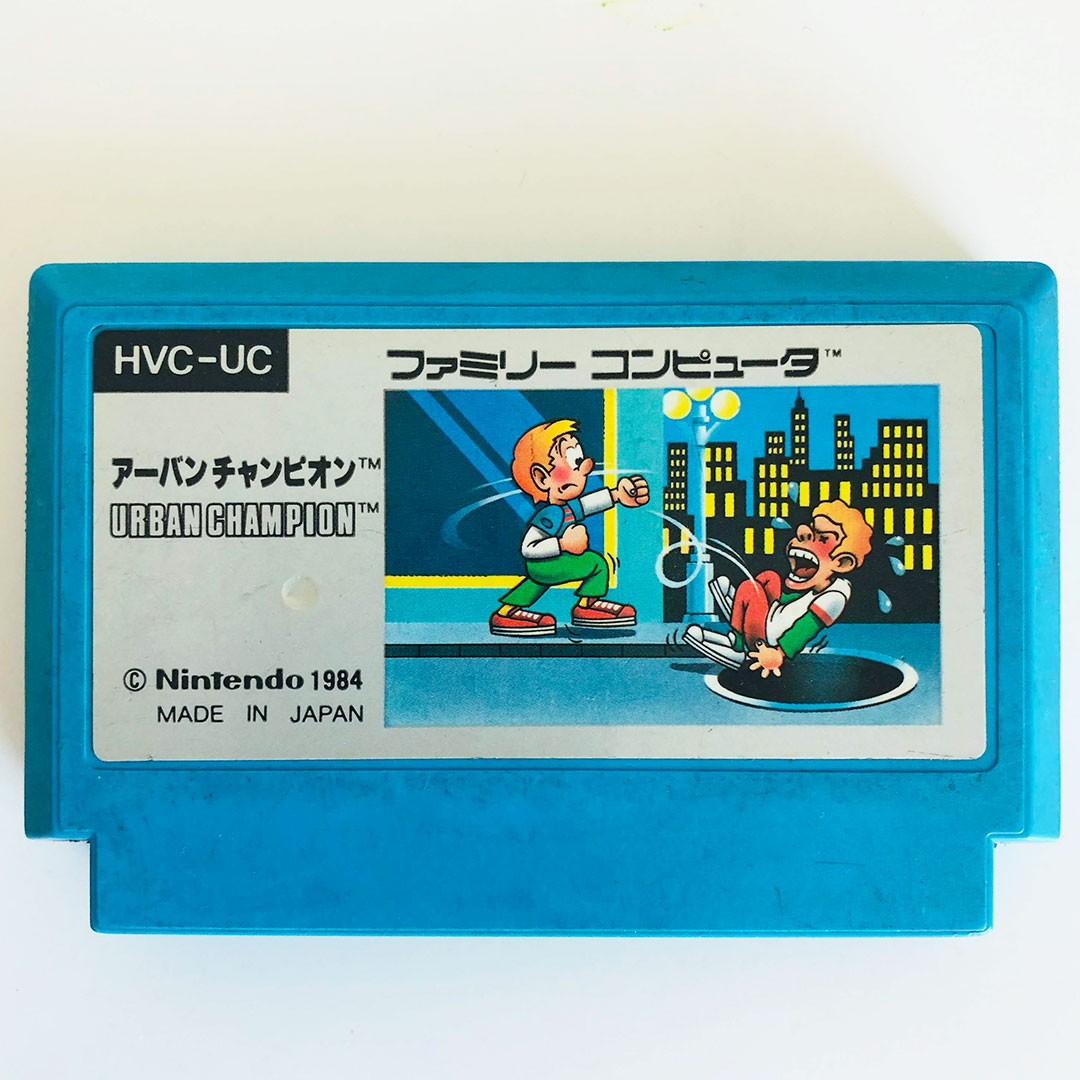 HVC-UC
ファミリー コンピュータ™
アーバンチャンピオン™
URBAN CHAMPION™
© Nintendo 1984
MADE IN JAPAN